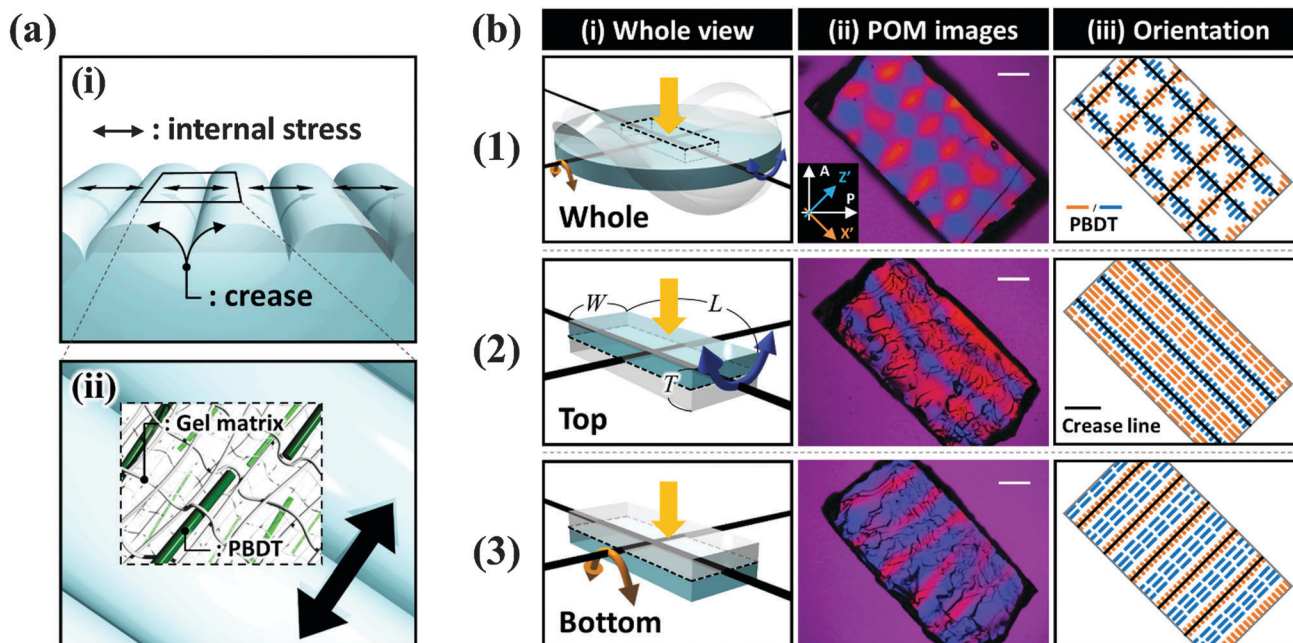 (a)
(i)
: internal stress
: crease
(ii)
: Gel matrix
: PBDT
(b)
(i) Whole view
(ii) POM images
(iii) Orientation
(1)
Whole
A
Z'
P
X'
/
PBDT
(2)
W
L
T
Top
Crease line
(3)
Bottom